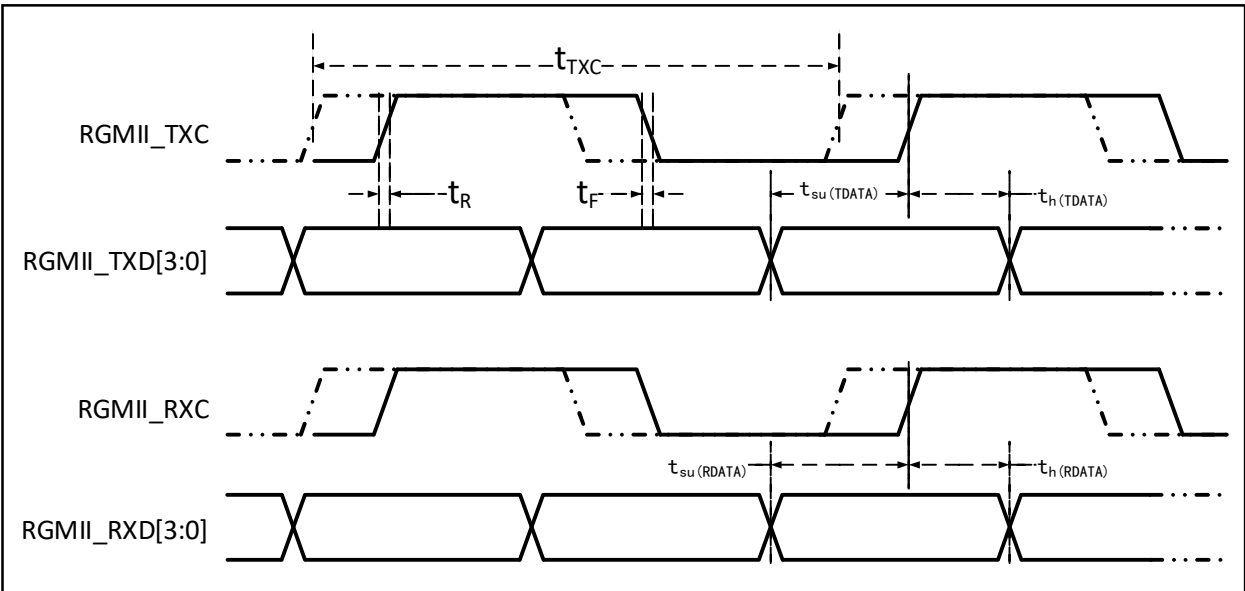 tTXC
RGMII_TXC
tR
tF
tsu(TDATA)
th(TDATA)
RGMII_TXD[3:0]
RGMII_RXC
tsu(RDATA)
th(RDATA)
RGMII_RXD[3:0]